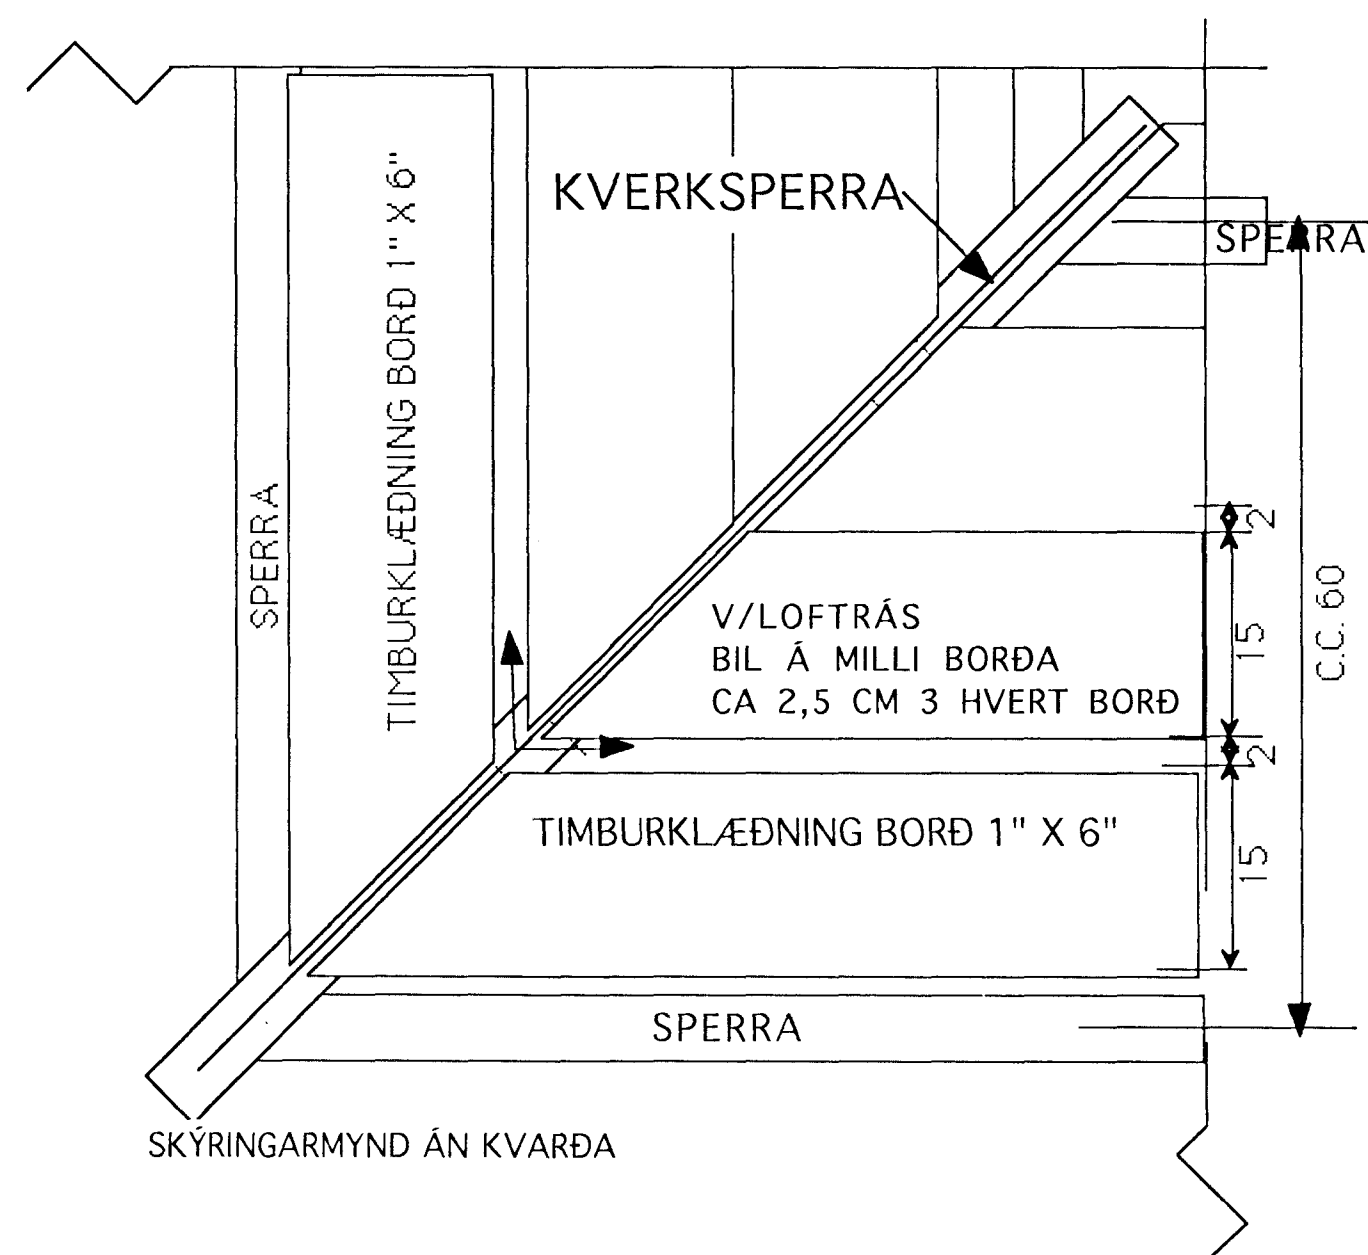 KVERKSPERRA
SPERRA
TIMBURKLÆÐNING BORÐ 1" X 6"
SPERRA
V/LOFTRÁS
BIL Á MILLI BORÐA
CA 2,5 CM 3 HVERT BORÐ
2
15
2
15
C.C. 60
TIMBURKLÆÐNING BORÐ 1" X 6"
SPERRA
SKÝRINGARMYND ÁN KVARÐA